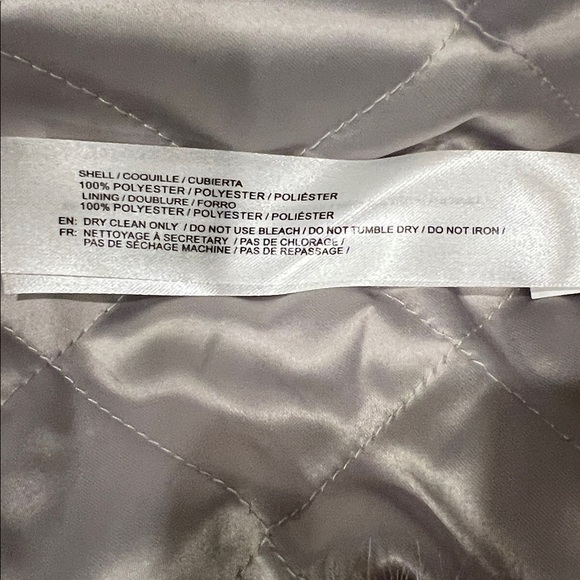 SHELL / COQUILLE / CUBIERTA
100% POLYESTER / POLYESTER / POLIÉSTER
LINING / DOUBLURE / FORRO
100% POLYESTER / POLYESTER / POLIÉSTER
EN: DRY CLEAN ONLY / DO NOT USE BLEACH / DO NOT TUMBLE DRY / DO NOT IRON /
FR: NETTOYAGE À SECRETARY / PAS DE CHLORAGE /
PAS DE SÉCHAGE MACHINE / PAS DE REPASSAGE /